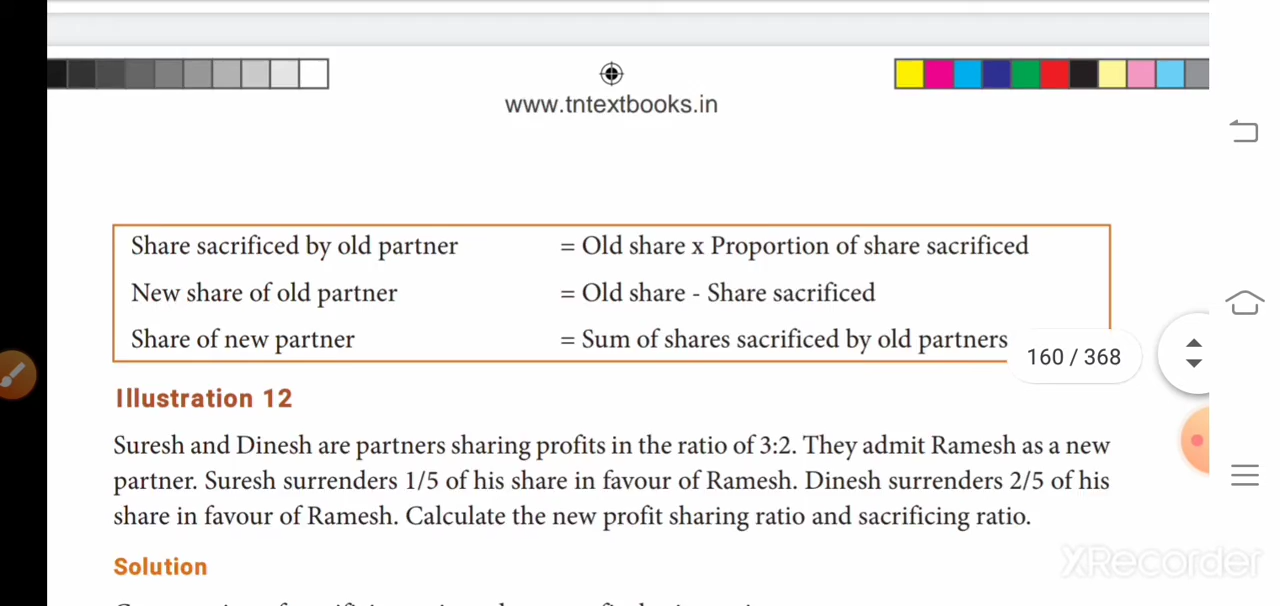 www.tntextbooks.in
Share sacrificed by old partner = Old share x Proportion of share sacrificed
New share of old partner = Old share - Share sacrificed
Share of new partner = Sum of shares sacrificed by old partners
160 / 368
Illustration 12
Suresh and Dinesh are partners sharing profits in the ratio of 3:2. They admit Ramesh as a new
partner. Suresh surrenders 1/5 of his share in favour of Ramesh. Dinesh surrenders 2/5 of his
share in favour of Ramesh. Calculate the new profit sharing ratio and sacrificing ratio.
Solution
XRecorder